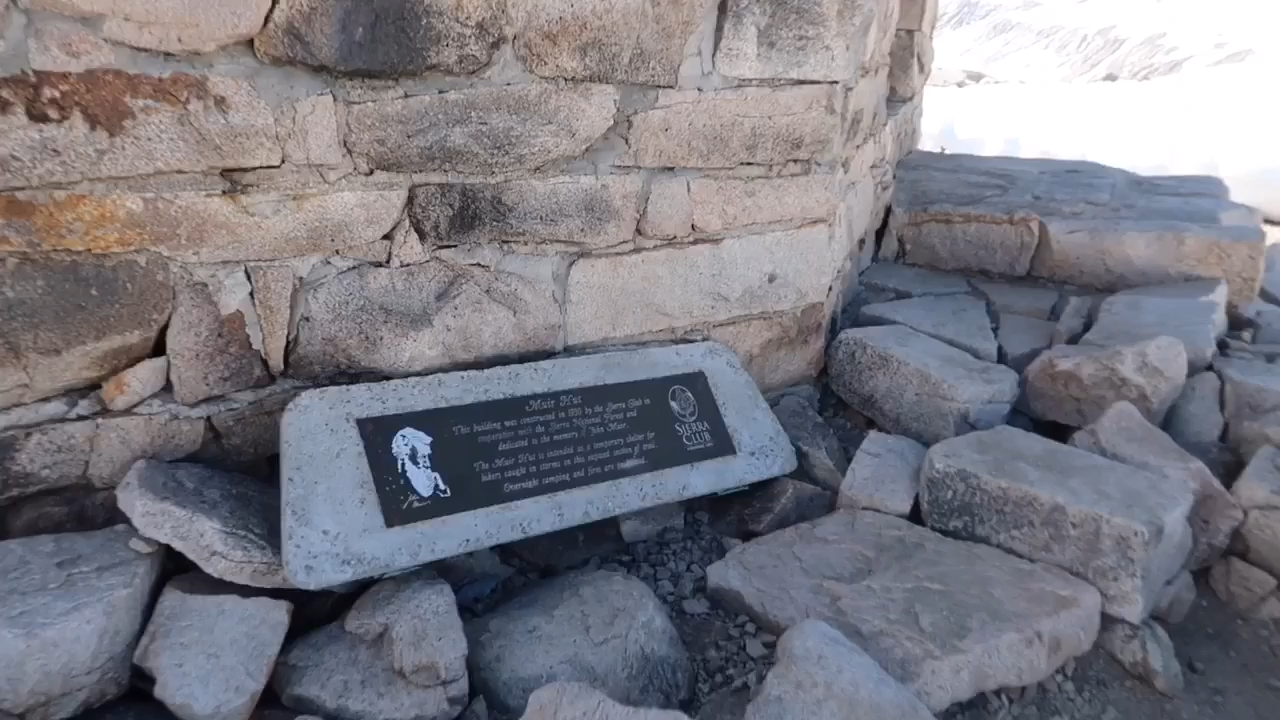 Muir Hut
This building was constructed in 1930 by the Sierra Club in
cooperation with the Sierra National Forest and
dedicated to the memory of John Muir.
The Muir Hut is intended as a temporary shelter for
hikers caught in storms on this exposed section of trail.
Overnight camping and fires are prohibited.
SIERRA
CLUB